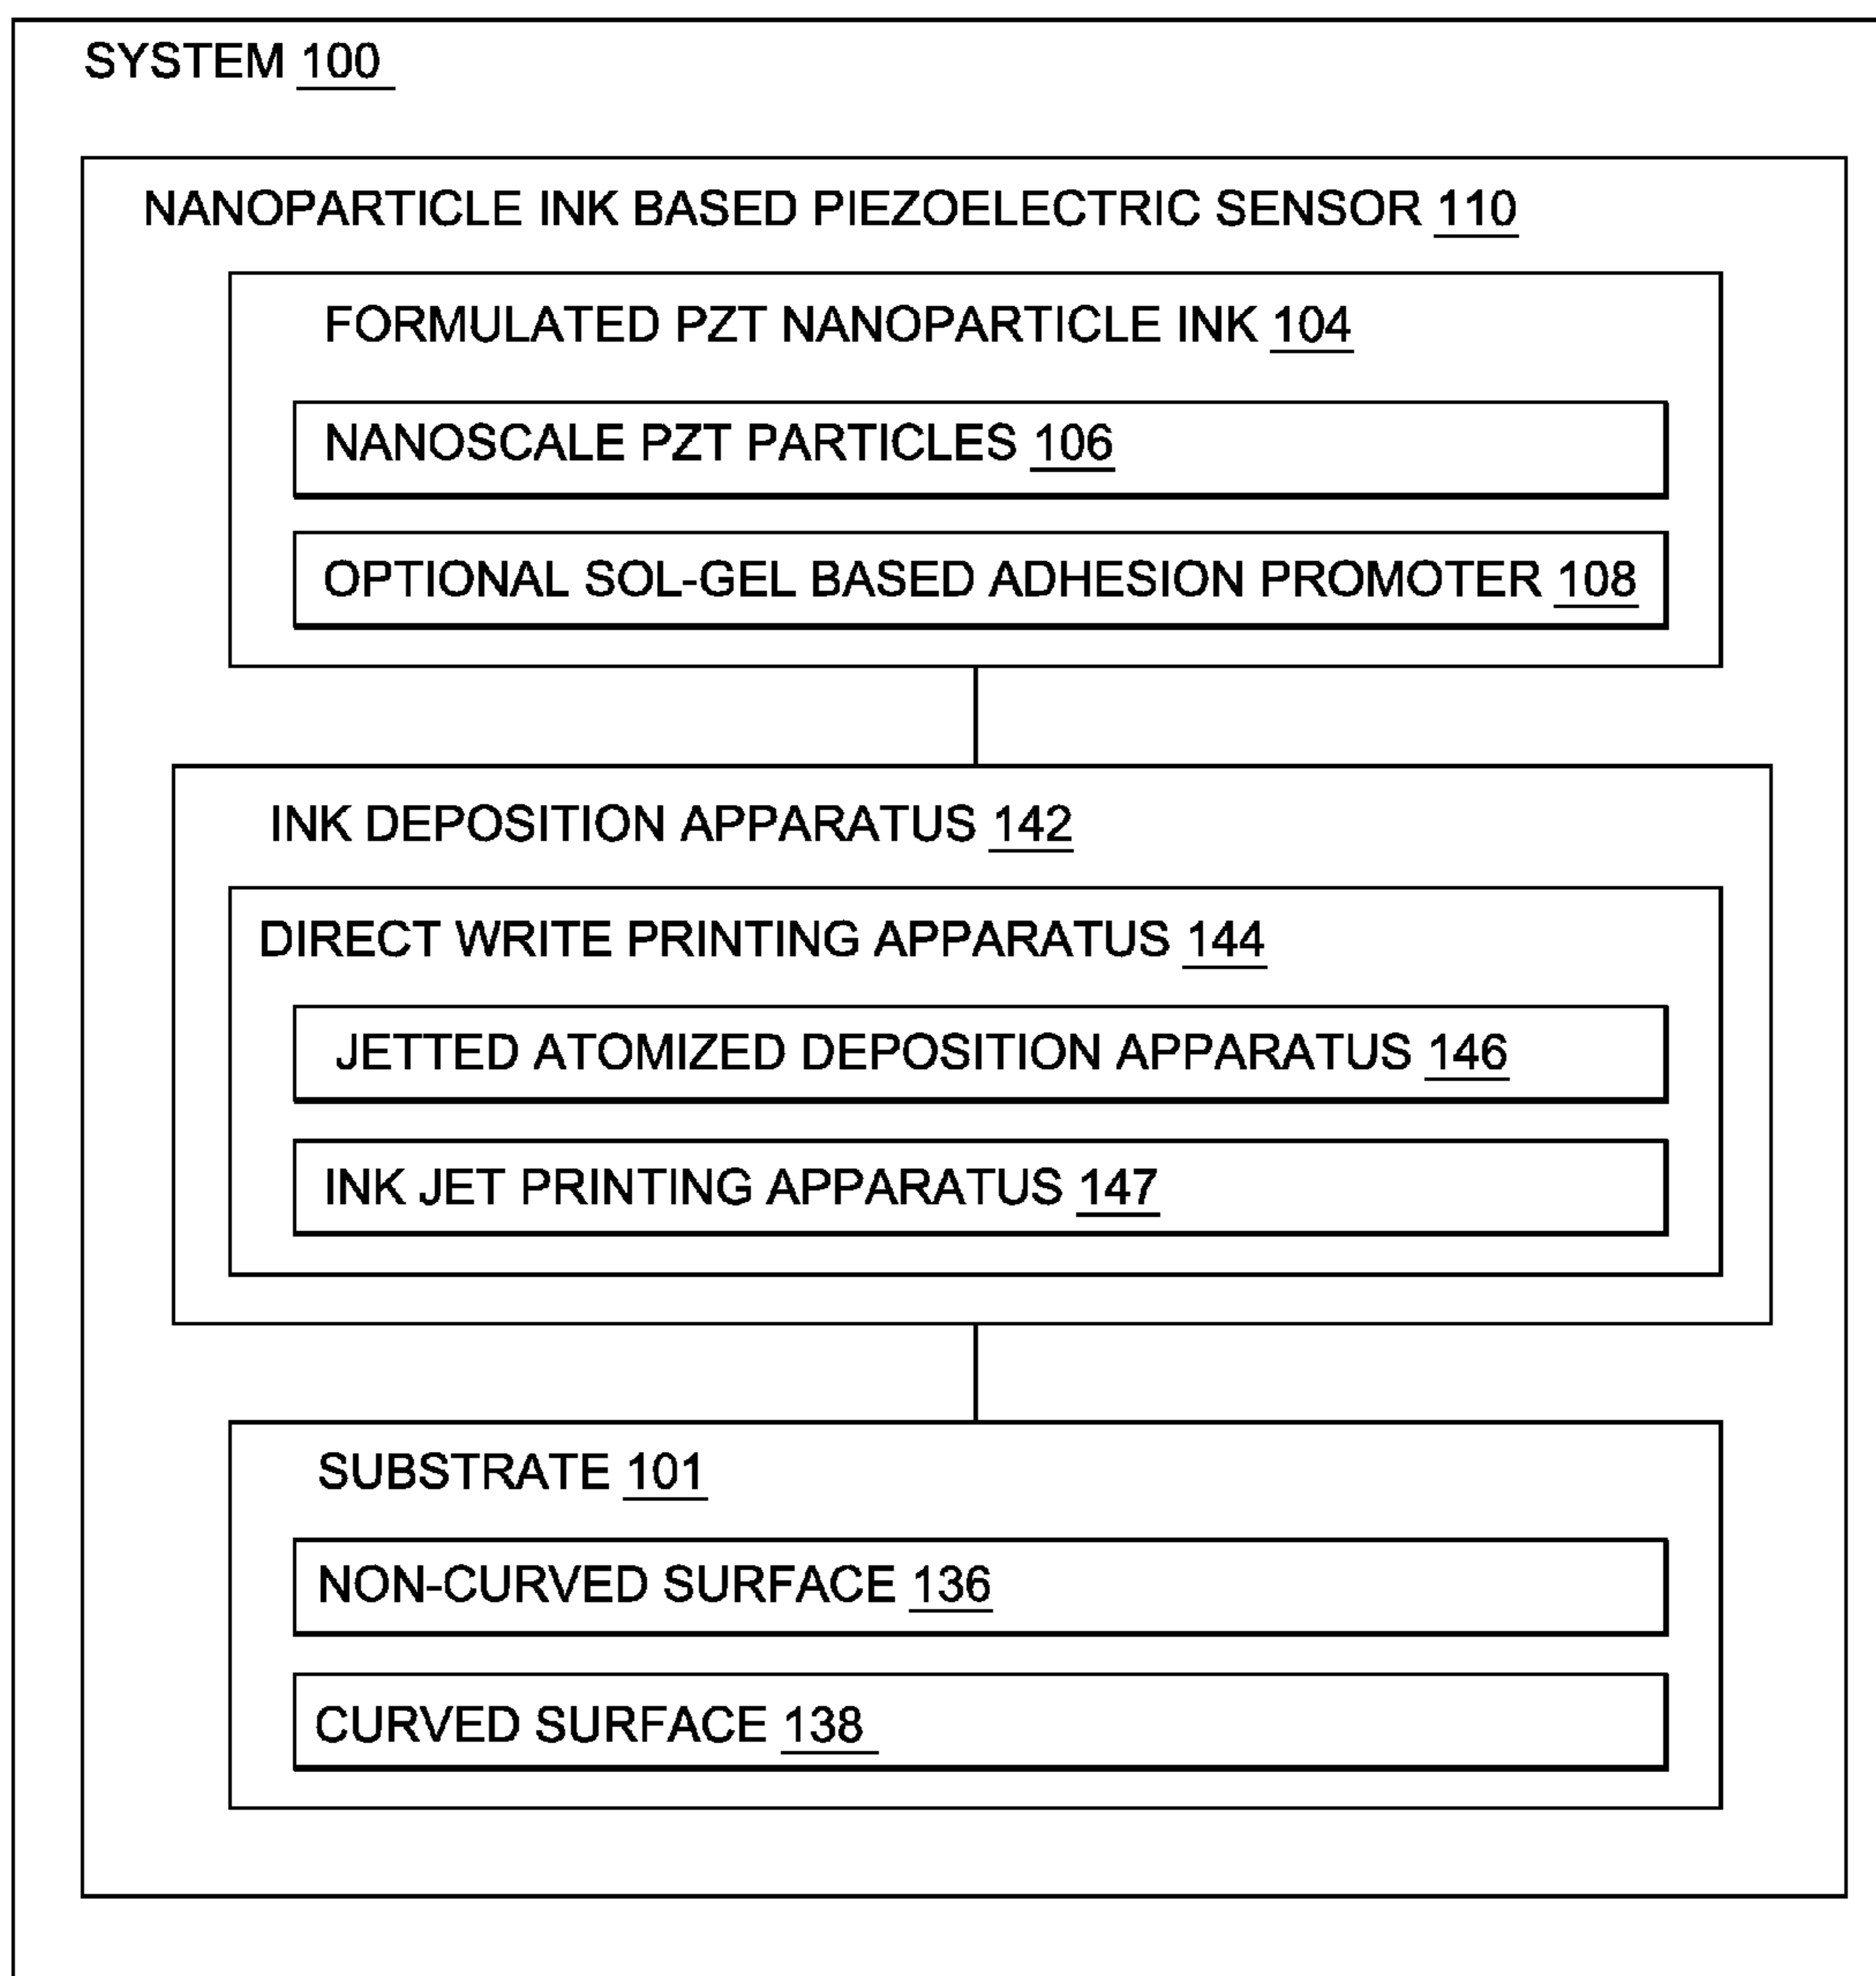 SYSTEM 100
NANOPARTICLE INK BASED PIEZOELECTRIC SENSOR 110
FORMULATED PZT NANOPARTICLE INK 104
NANOSCALE PZT PARTICLES 106
OPTIONAL SOL-GEL BASED ADHESION PROMOTER 108
INK DEPOSITION APPARATUS 142
DIRECT WRITE PRINTING APPARATUS 144
JETTED ATOMIZED DEPOSITION APPARATUS 146
INK JET PRINTING APPARATUS 147
SUBSTRATE 101
NON-CURVED SURFACE 136
CURVED SURFACE 138